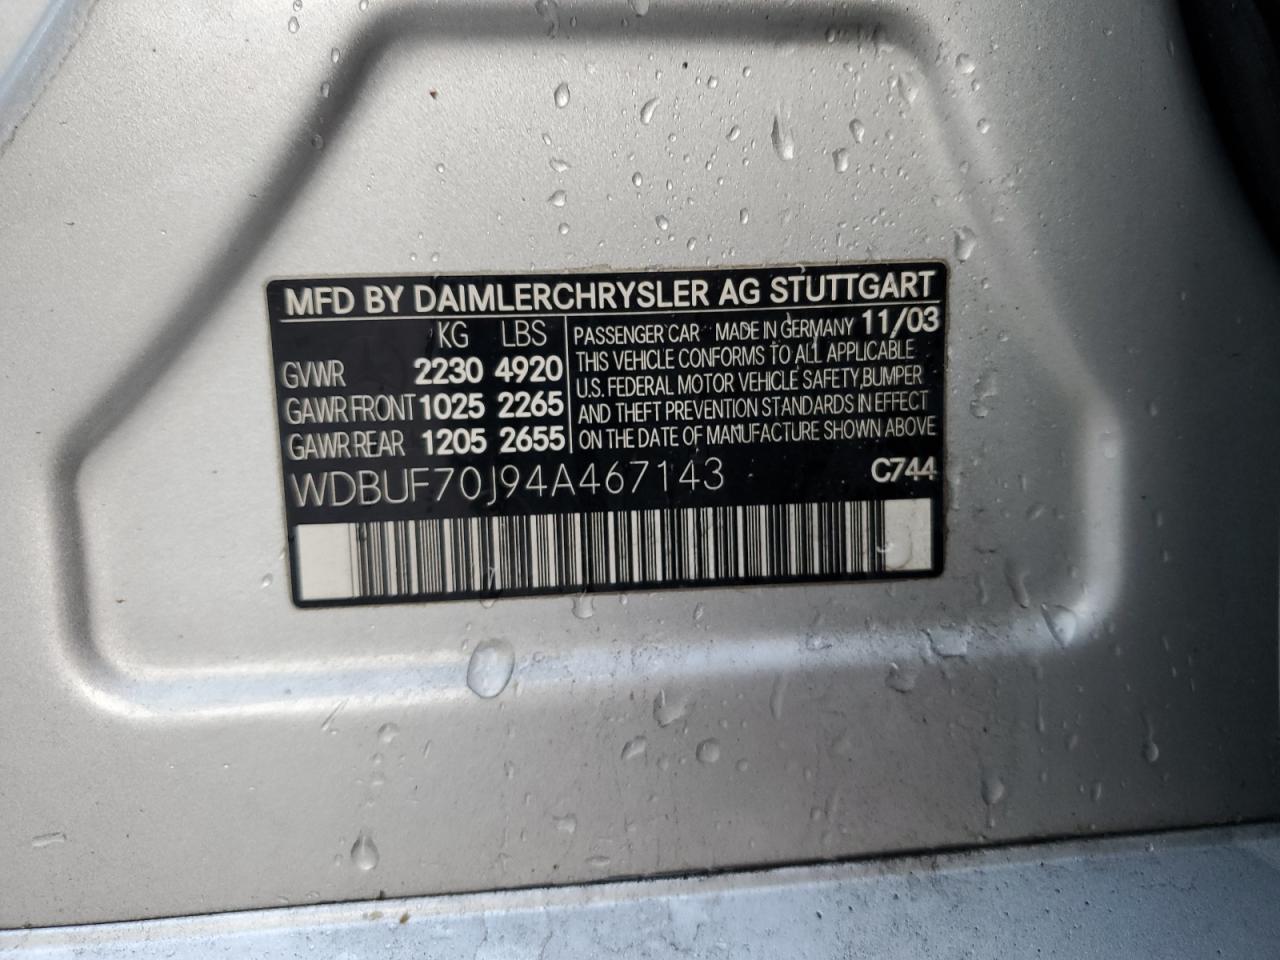 MFD BY DAIMLERCHRYSLER AG STUTTGART
KG LBS
GVWR 2230 4920
GAWR FRONT 1025 2265
GAWR REAR 1205 2655
PASSENGER CAR MADE IN GERMANY 11/03
THIS VEHICLE CONFORMS TO ALL APPLICABLE
U.S. FEDERAL MOTOR VEHICLE SAFETY, BUMPER
AND THEFT PREVENTION STANDARDS IN EFFECT
ON THE DATE OF MANUFACTURE SHOWN ABOVE
WDBUF70J94A467143 C744